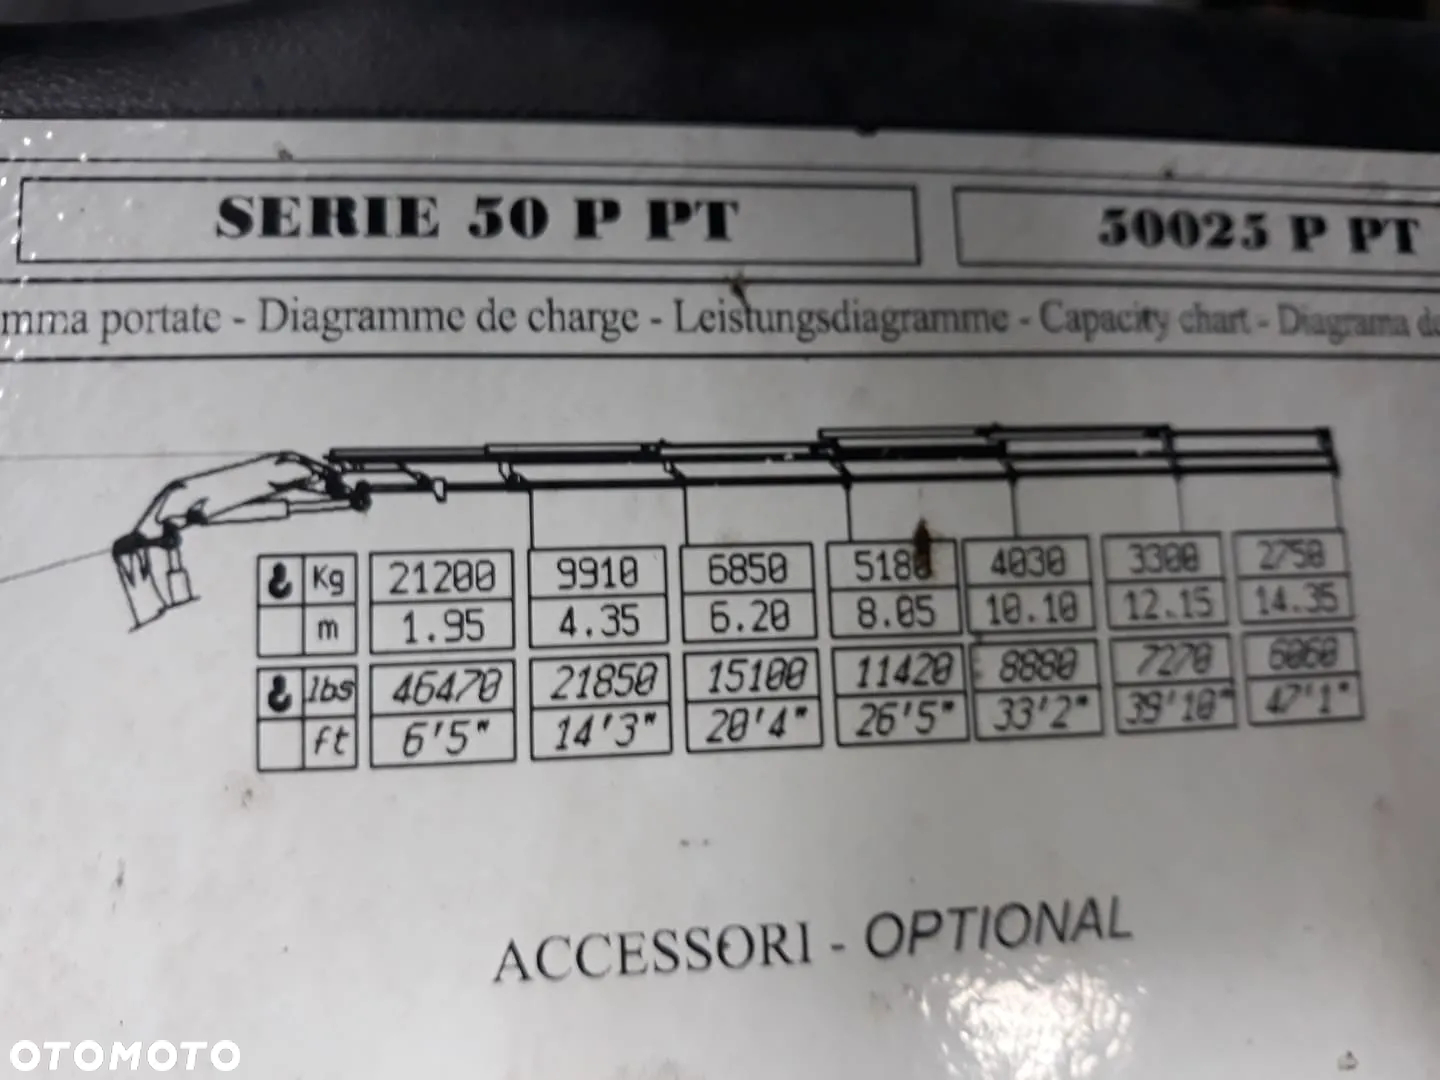 SERIE 50 P PT
50025 P PT
mma portate - Diagramme de charge - Leistungsdiagramme - Capacity chart - Diagrama de
Kg 21200 9910 6850 5180 4030 3300 2750
m 1.95 4.35 6.20 8.05 10.10 12.15 14.35
lbs 46470 21850 15100 11420 8880 7270 6060
ft 6'5" 14'3" 20'4" 26'5" 33'2" 39'10" 47'1"
ACCESSORI - OPTIONAL
OTOMOTO